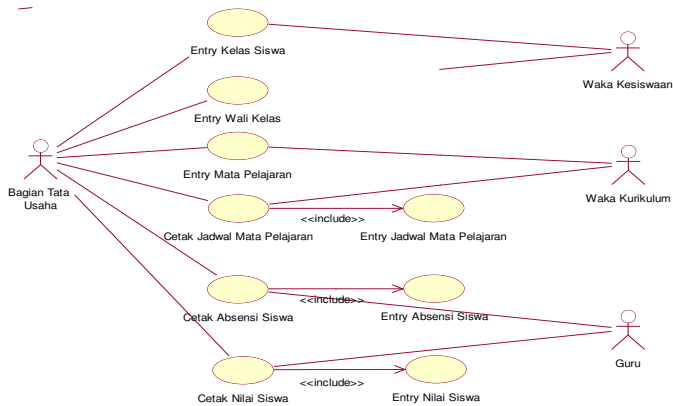 Entry Kelas Siswa
Waka Kesiswaan
Entry Wali Kelas
Entry Mata Pelajaran
Bagian Tata
Usaha
Waka Kurikulum
<<include>>
Cetak Jadwal Mata Pelajaran
Entry Jadwal Mata Pelajaran
<<include>>
Cetak Absensi Siswa
Entry Absensi Siswa
Guru
<<include>>
Cetak Nilai Siswa
Entry Nilai Siswa